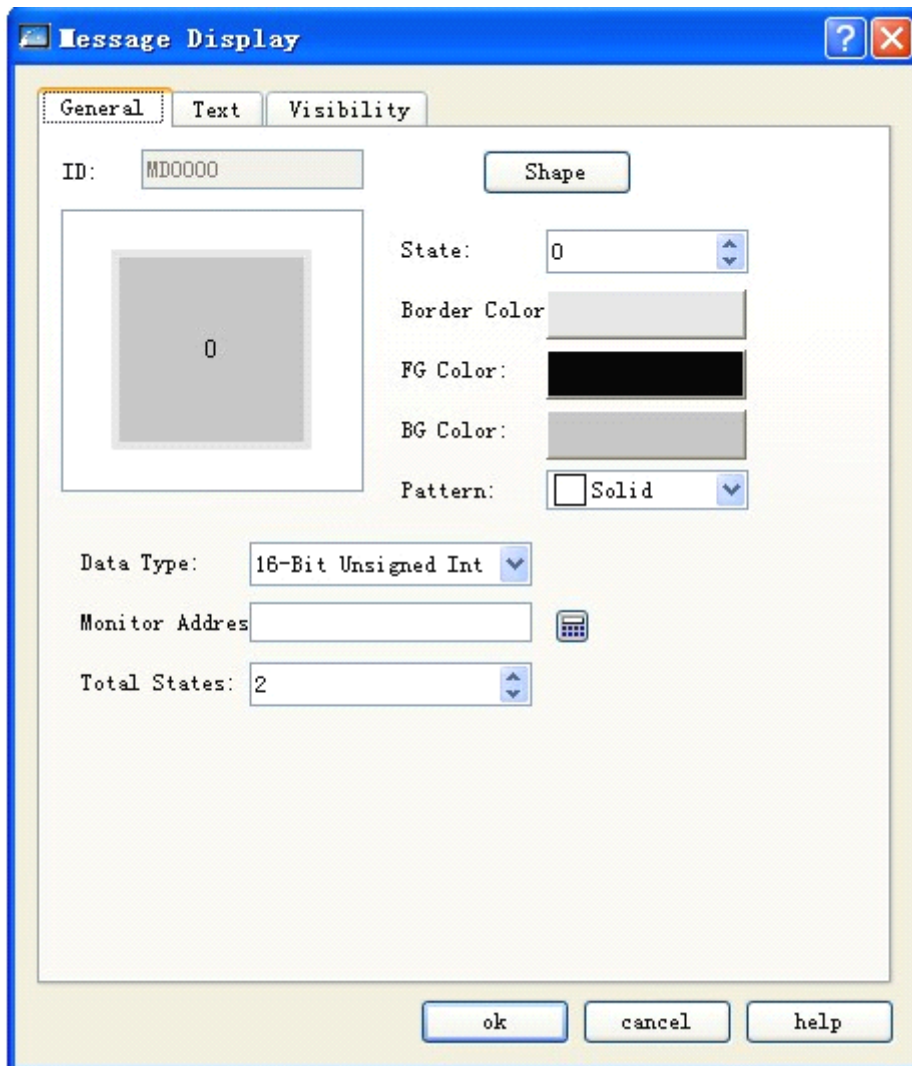 Message Display
General Text Visibility
ID: MD0000 Shape
0
State: 0
Border Color
FG Color:
BG Color:
Pattern: Solid
Data Type: 16-Bit Unsigned Int
Monitor Addres
Total States: 2
ok cancel help